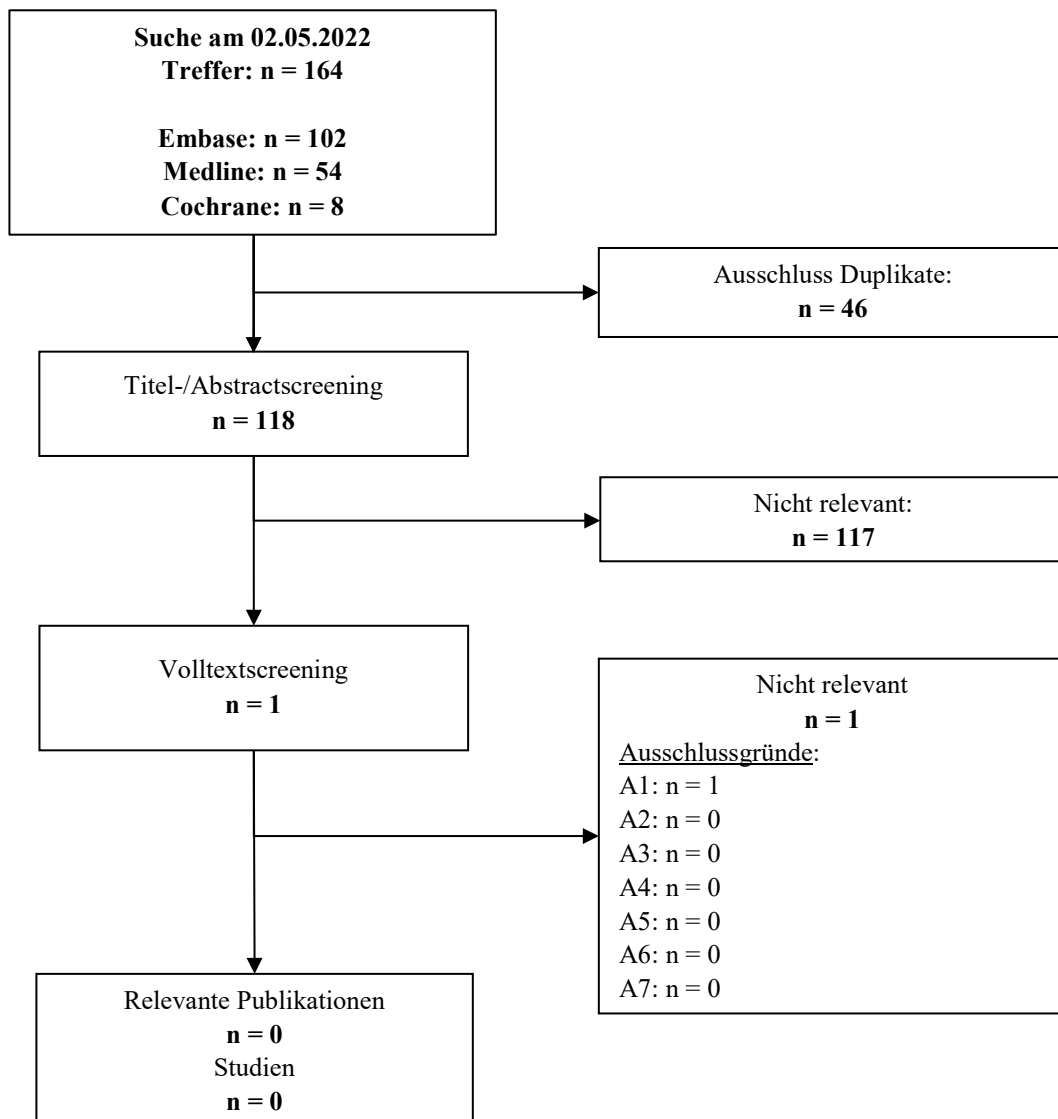 Suche am 02.05.2022
Treffer: n = 164
Embase: n = 102
Medline: n = 54
Cochrane: n = 8
Ausschluss Duplikate:
n = 46
Titel-/Abstractscreening
n = 118
Nicht relevant:
n = 117
Volltextscreening
n = 1
Nicht relevant
n = 1
Ausschlussgründe:
A1: n = 1
A2: n = 0
A3: n = 0
A4: n = 0
A5: n = 0
A6: n = 0
A7: n = 0
Relevante Publikationen
n = 0
Studien
n = 0